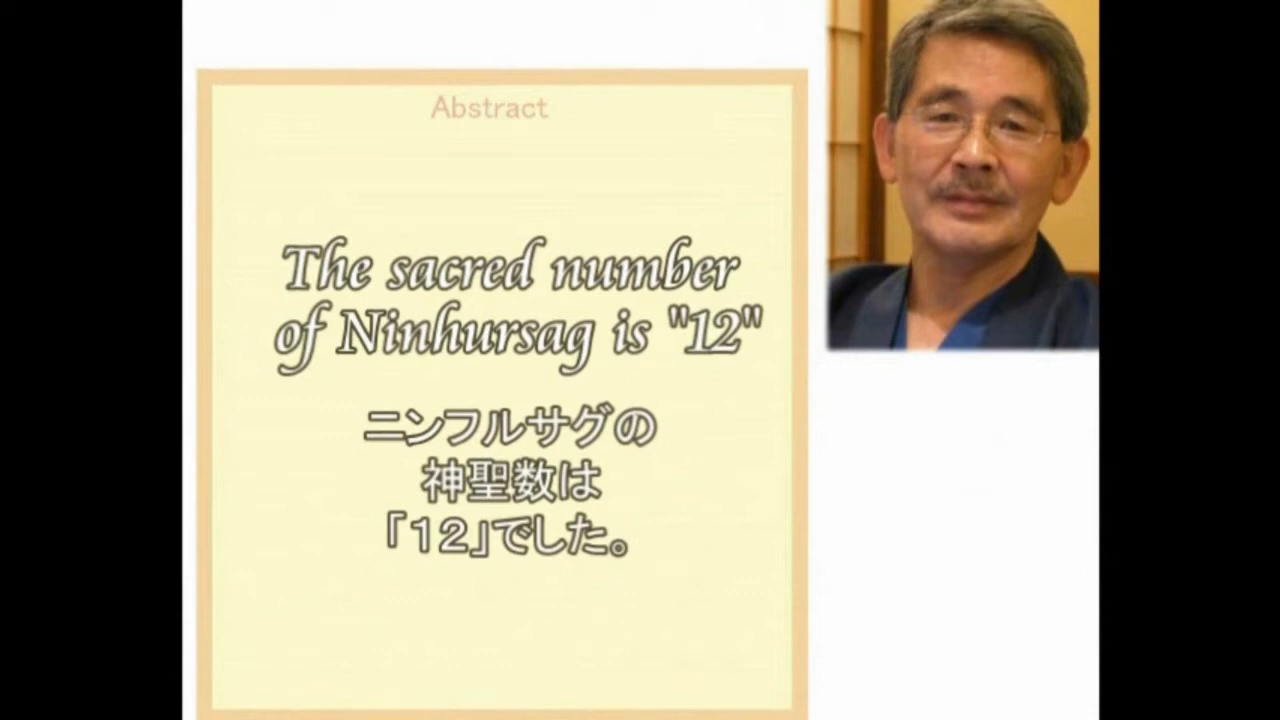 Abstract
The sacred number
of Ninhursag is "12"
ニンフルサグの
神聖数は
「１２」でした。